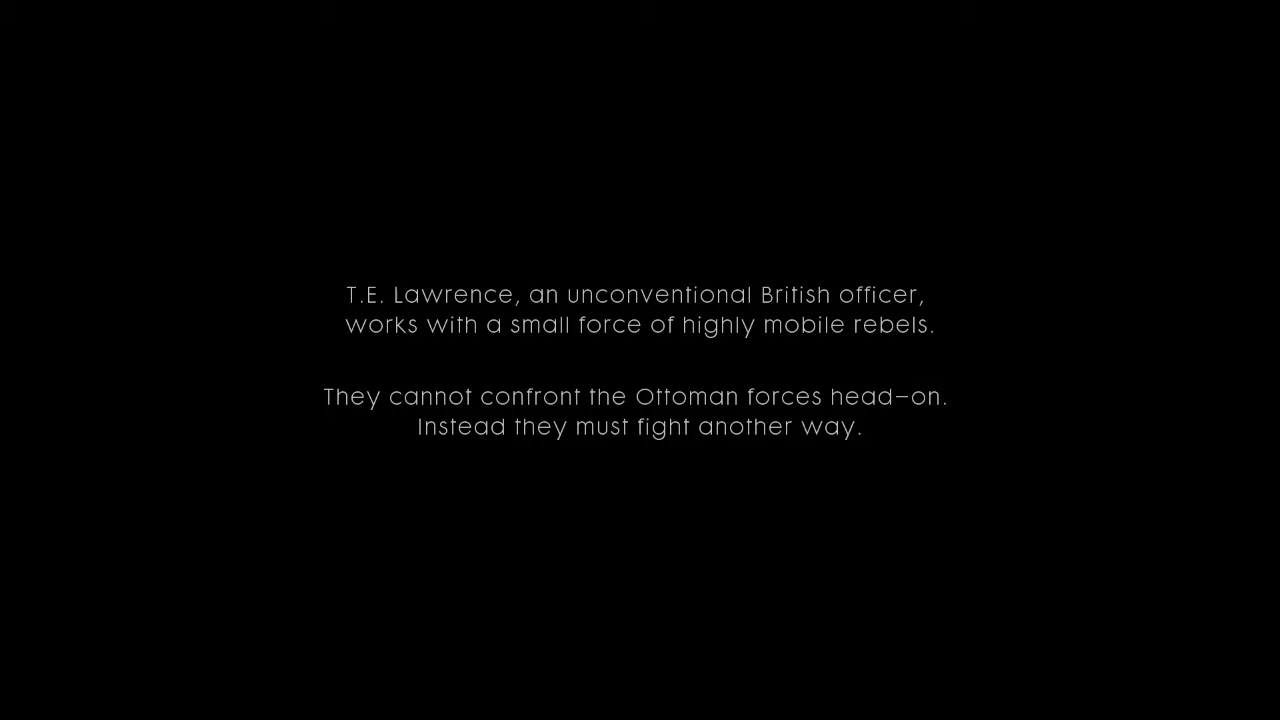 T.E. Lawrence, an unconventional British officer,
works with a small force of highly mobile rebels.
They cannot confront the Ottoman forces head–on.
Instead they must fight another way.